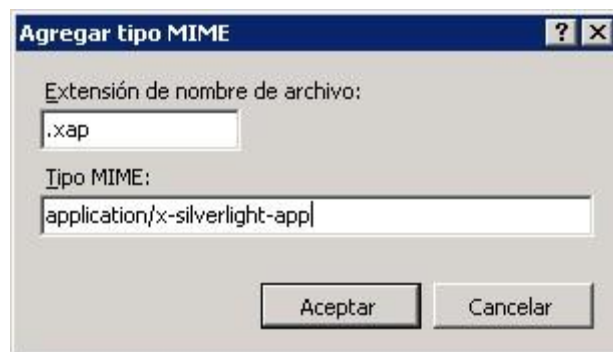 Agregar tipo MIME
Extensión de nombre de archivo:
.xap
Tipo MIME:
application/x-silverlight-app
Aceptar Cancelar